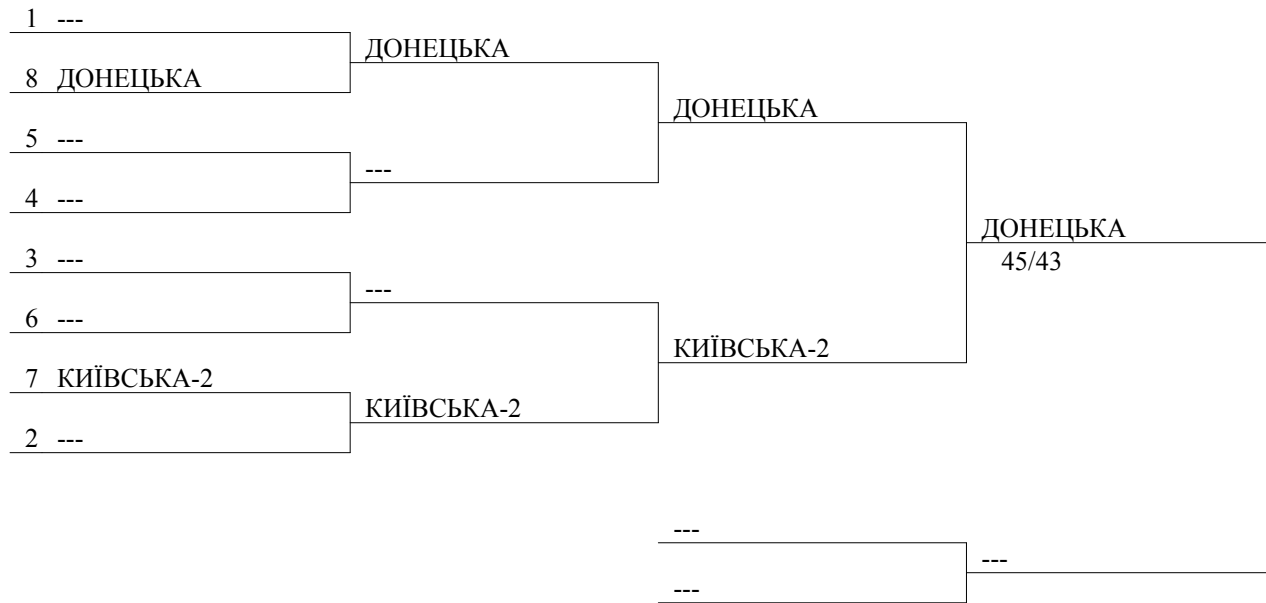 1 ---
ДОНЕЦЬКА
8 ДОНЕЦЬКА
ДОНЕЦЬКА
5 ---
---
4 ---
ДОНЕЦЬКА
3 ---
45/43
---
6 ---
КИЇВСЬКА-2
7 КИЇВСЬКА-2
КИЇВСЬКА-2
2 ---
---
---
---